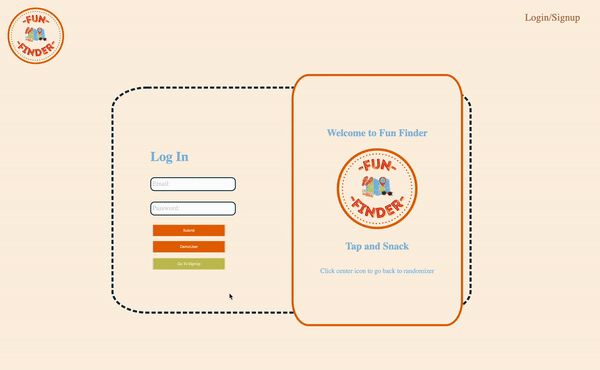 FUN
FINDER
Login/Signup
Welcome to Fun Finder
Log In
Email
Password
Submit
DemoUser
Go To Signup
FUN
FINDER
Tap and Snack
Click center icon to go back to randomizer